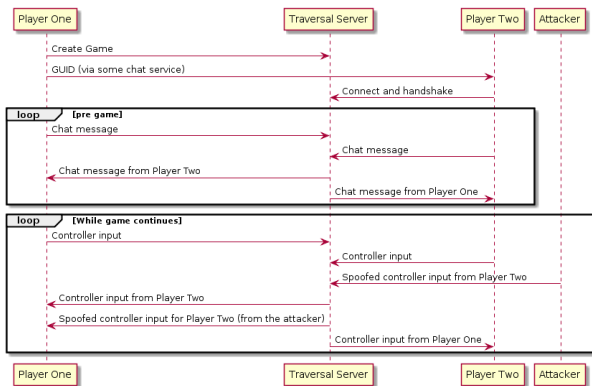 Player One Traversal Server Player Two Attacker
Create Game
GUID (via some chat service)
Connect and handshake
loop [pre game]
Chat message
Chat message
Chat message from Player Two
Chat message from Player One
loop [While game continues]
Controller input
Controller input
Spoofed controller input from Player Two
Controller input from Player Two
Spoofed controller input for Player Two (from the attacker)
Controller input from Player One
Player One Traversal Server Player Two Attacker